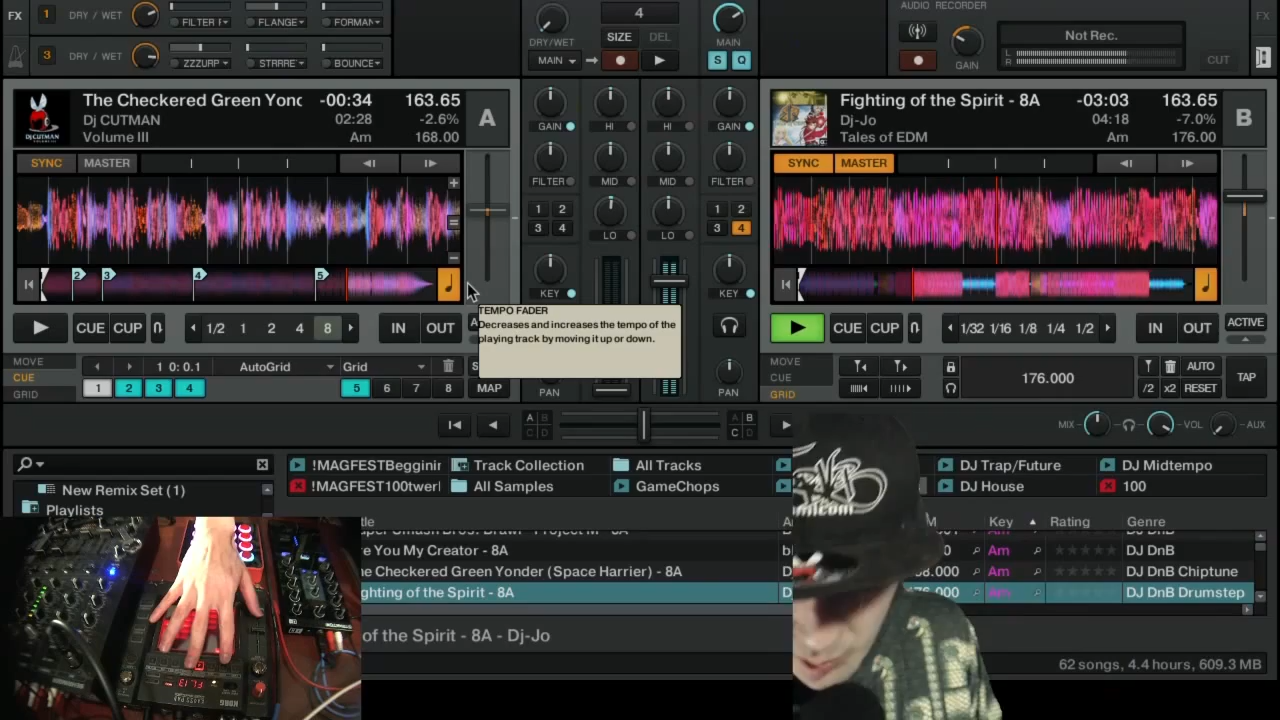 FX
1 DRY / WET FILTER FLANGE FORMAN
3 DRY / WET ZZZURP STRRRE BOUNCE
4
DRY/WET SIZE DEL MAIN
MAIN S Q
AUDIO RECORDER
Not Rec.
L
R
GAIN CUT
FX
The Checkered Green Yonc -00:34 163.65
Dj CUTMAN 02:28 -2.6%
Volume III Am 168.00
A
SYNC MASTER
2 3 4 5
CUE CUP 1/2 1 2 4 8 IN OUT
MOVE
CUE
GRID
1 0: 0.1 AutoGrid Grid
1 2 3 4 5 6 7 8 MAP
GAIN HI HI GAIN
FILTER MID MID FILTER
1 2 1 2
3 4 3 4
LO LO
KEY KEY
PAN PAN
TEMPO FADER
Decreases and increases the tempo of the
playing track by moving it up or down.
Fighting of the Spirit - 8A -03:03 163.65
Dj-Jo 04:18 -7.0%
Tales of EDM Am 176.00
B
SYNC MASTER
CUE CUP 1/32 1/16 1/8 1/4 1/2 IN OUT ACTIVE
MOVE
CUE
GRID
176.000
AUTO
/2 x2 RESET
TAP
A B
C D
A B
C D
MIX VOL AUX
!MAGFESTBegginir Track Collection All Tracks DJ Trap/Future DJ Midtempo
!MAGFEST100twerl All Samples GameChops DJ House 100
New Remix Set (1)
Playlists
Key Rating Genre
re You My Creator - 8A Am DJ DnB
he Checkered Green Yonder (Space Harrier) - 8A Am DJ DnB Chiptune
ghting of the Spirit - 8A Am DJ DnB Drumstep
of the Spirit - 8A - Dj-Jo
62 songs, 4.4 hours, 609.3 MB
KORG